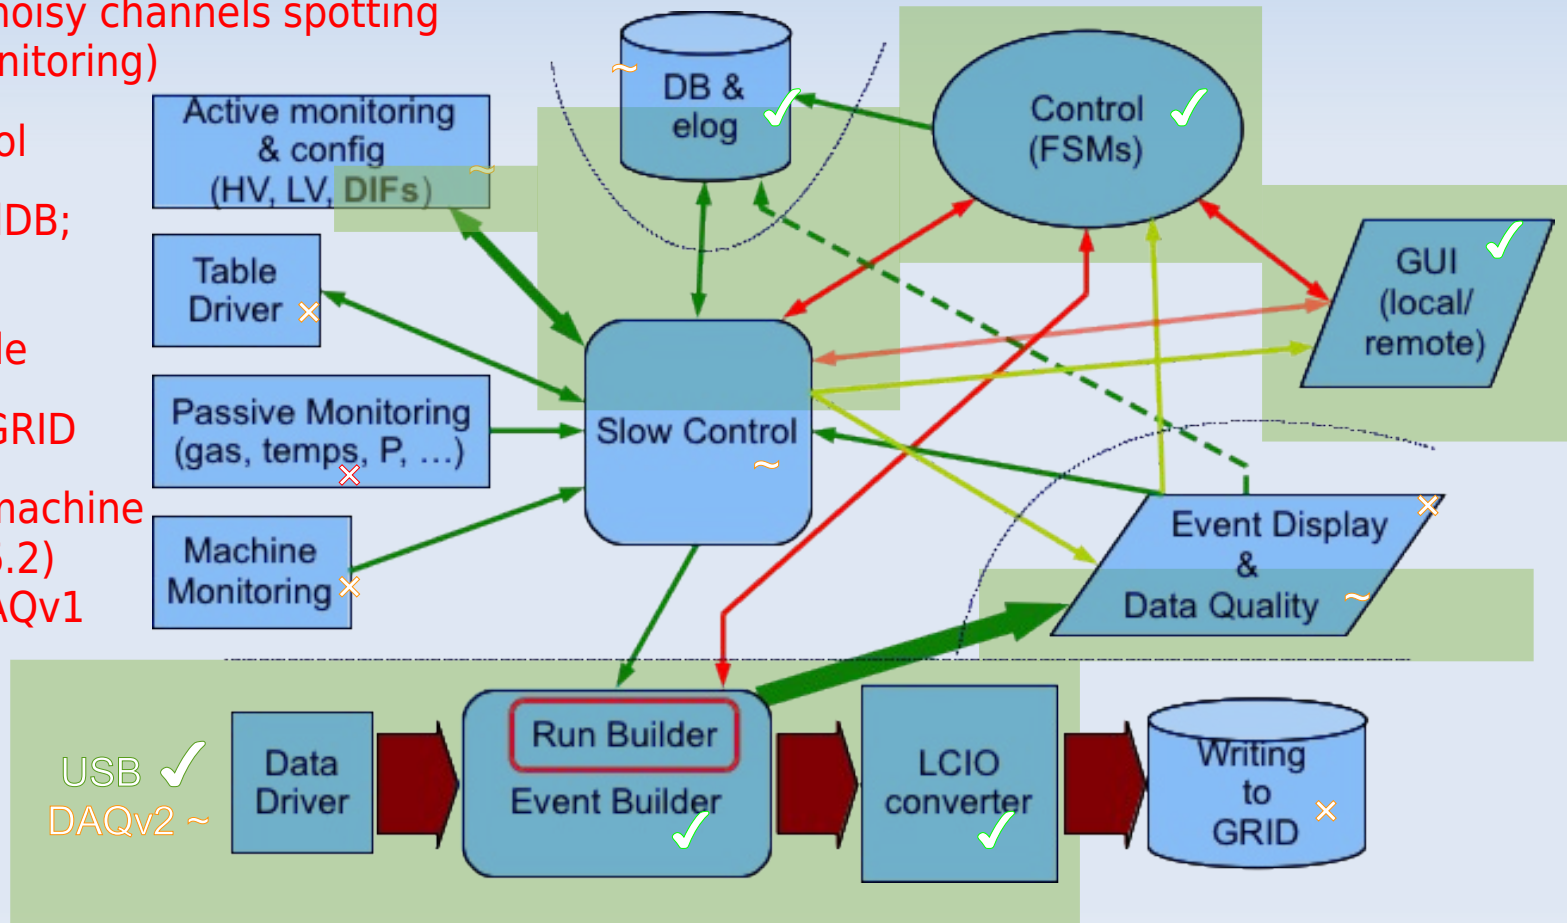 noisy channels spotting
nitoring)
ol
DB;
le
GRID
machine
.2)
AQv1
DB &
elog
Control
(FSMs)
Active monitoring
& config
(HV, LV, DIFs)
Table
Driver
GUI
(local/
remote)
Passive Monitoring
(gas, temps, P, ...)
Slow Control
Machine
Monitoring
Event Display
&
Data Quality
USB ✓
DAQv2 ~
Data
Driver
Run Builder
Event Builder
LCIO
converter
Writing
to
GRID